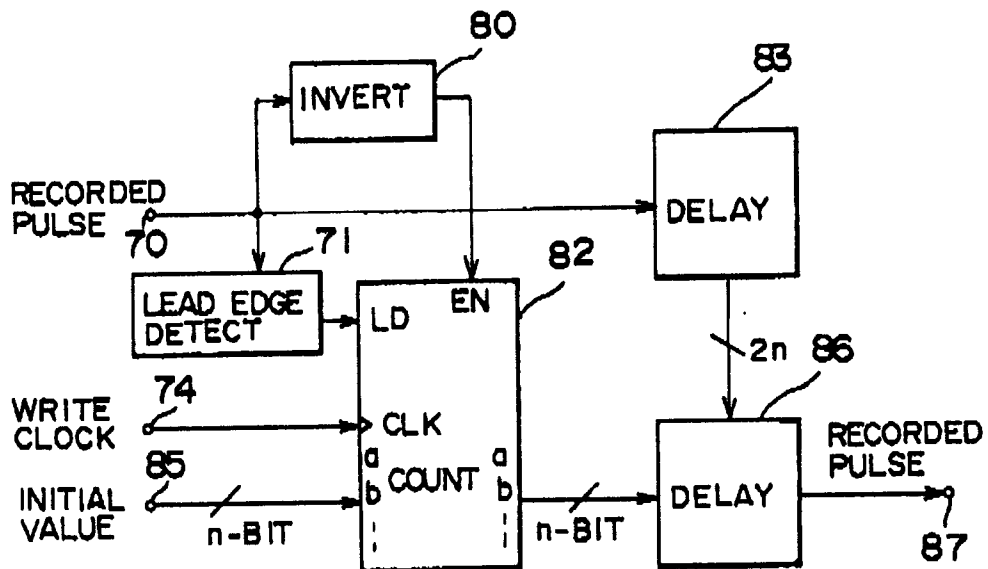 80
INVERT
83
RECORDED
PULSE
70
71
DELAY
LEAD EDGE
DETECT
82
EN
LD
2n
86
WRITE
CLOCK
74
CLK
RECORDED
PULSE
INITIAL
VALUE
85
n-BIT
a
b
COUNT
a
b
n-BIT
DELAY
87